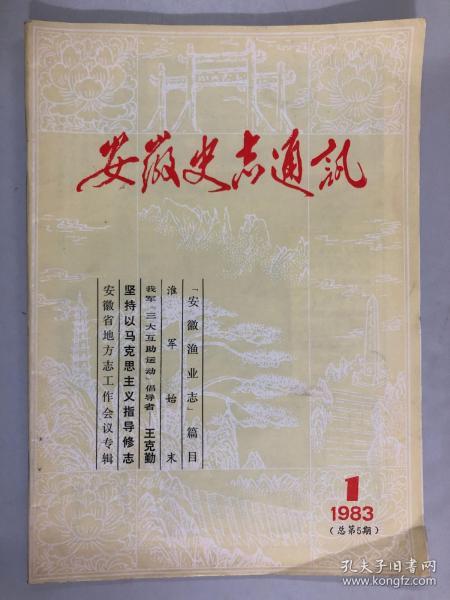 安徽史志通訊
「安徽渔业志」篇目
淮军始末
我军“三大互助运动”倡导者 王克勤
坚持以马克思主义指导修志
安徽省地方志工作会议专辑
1
1983
(总第5期)
孔夫子旧书网
www.kongfz.com